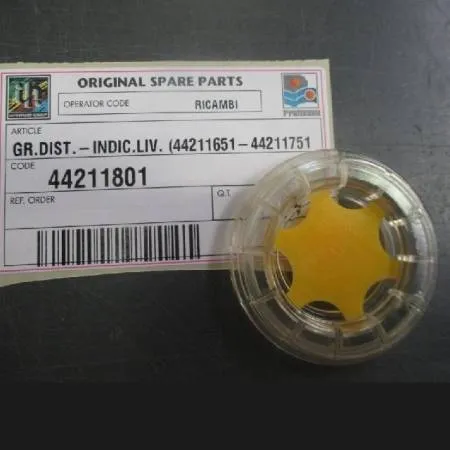 ORIGINAL SPARE PARTS
OPERATOR CODE RICAMBI
ARTICLE
GR.DIST.-INDIC.LIV. (44211651-44211751
CODE
44211801
REF. ORDER
Q.T.